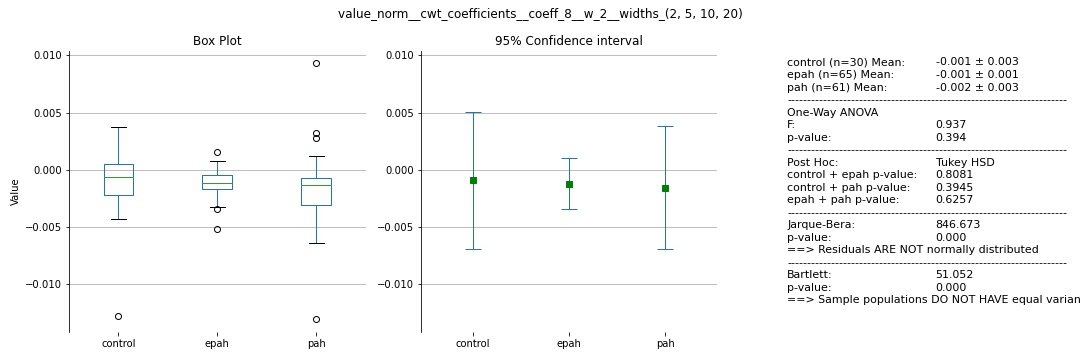 value_norm__cwt_coefficients__coeff_8__w_2__widths_(2, 5, 10, 20)
Box Plot
0.010
0.005
0.000
−0.005
−0.010
Value
control epah pah
95% Confidence interval
0.010
0.005
0.000
−0.005
−0.010
control epah pah
control (n=30) Mean: -0.001 ± 0.003
epah (n=65) Mean: -0.001 ± 0.001
pah (n=61) Mean: -0.002 ± 0.003
--------------------------------------------------------------------------------
One-Way ANOVA
F: 0.937
p-value: 0.394
--------------------------------------------------------------------------------
Post Hoc: Tukey HSD
control + epah p-value: 0.8081
control + pah p-value: 0.3945
epah + pah p-value: 0.6257
--------------------------------------------------------------------------------
Jarque-Bera: 846.673
p-value: 0.000
==> Residuals ARE NOT normally distributed
--------------------------------------------------------------------------------
Bartlett: 51.052
p-value: 0.000
==> Sample populations DO NOT HAVE equal varian